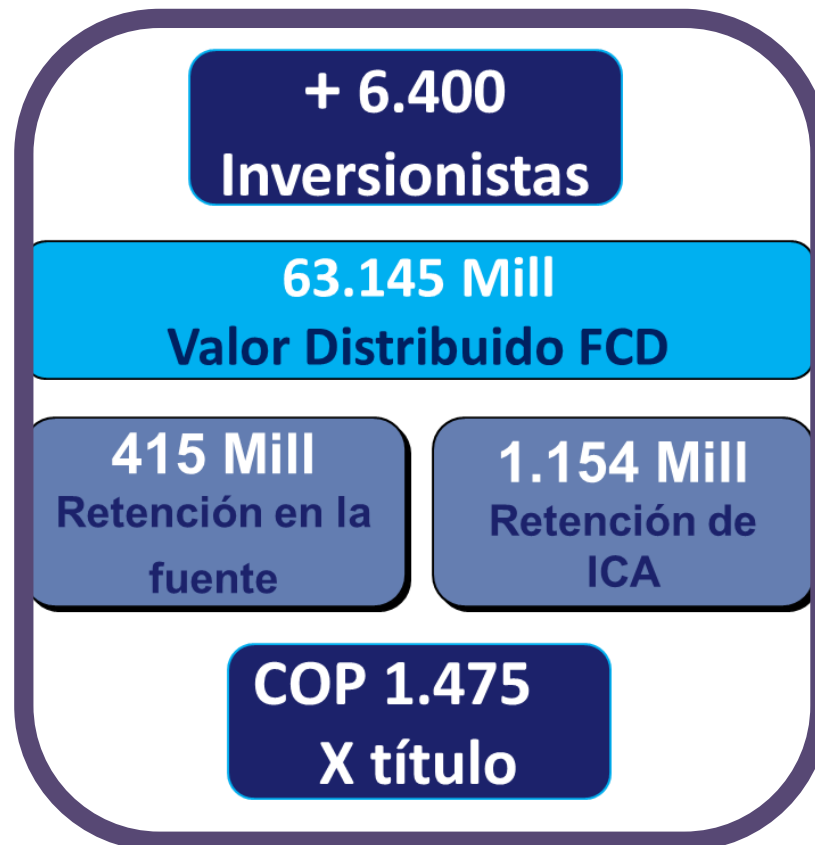 + 6.400
Inversionistas
63.145 Mill
Valor Distribuido FCD
415 Mill
Retención en la
fuente
1.154 Mill
Retención de
ICA
COP 1.475
X título